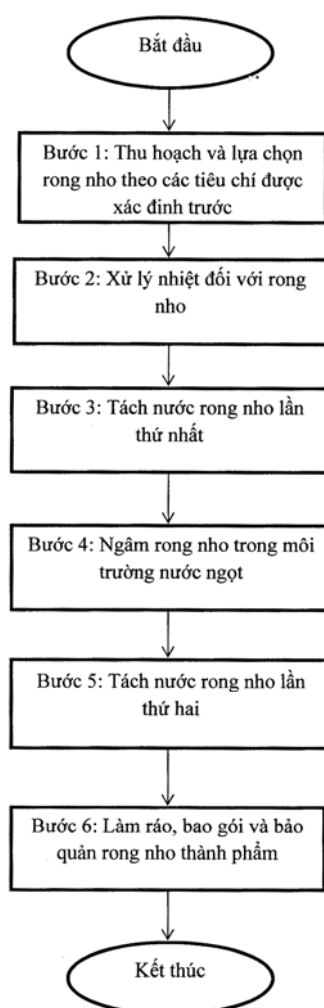 Bắt đầu
Bước 1: Thu hoạch và lựa chọn
rong nho theo các tiêu chí được
xác đinh trước
Bước 2: Xử lý nhiệt đối với rong
nho
Bước 3: Tách nước rong nho lần
thứ nhất
Bước 4: Ngâm rong nho trong môi
trường nước ngọt
Bước 5: Tách nước rong nho lần
thứ hai
Bước 6: Làm ráo, bao gói và bảo
quản rong nho thành phẩm
Kết thúc